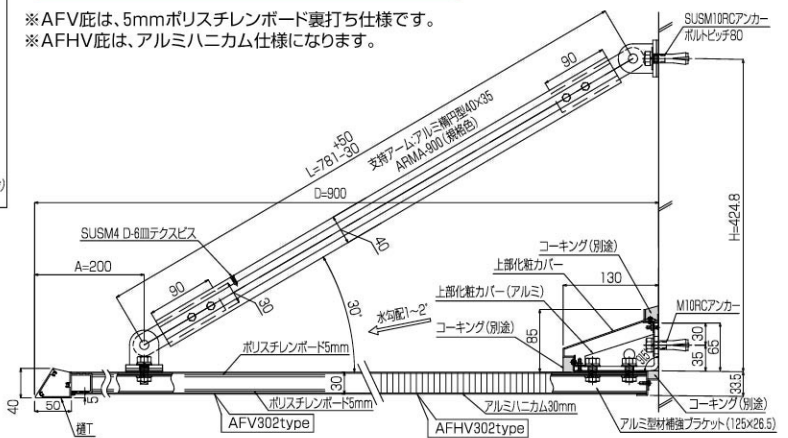 ※AFV庇は、5mmポリスチレンボード裏打ち仕様です。
※AFHV庇は、アルミハニカム仕様になります。
SUSM10RCアンカー
ボルトピッチ80
90
+50
L=781-30
支持アーム:アルミ楕円型40×35
ARMA-900(規格色)
D=900
H=424.8
SUSM4 D-6Ⅲテクスビス
40
コーキング(別途)
上部化粧カバー
A=200
130
90
30
30°
水勾配1~2°
上部化粧カバー(アルミ)
M10RCアンカー
コーキング(別途)
85
30
35
65
ポリスチレンボード5mm
30
33.5
40
50
5
ポリスチレンボード5mm
アルミハニカム30mm
コーキング(別途)
樋T
AFV302type
AFHV302type
アルミ型材補強ブラケット(125×26.5)